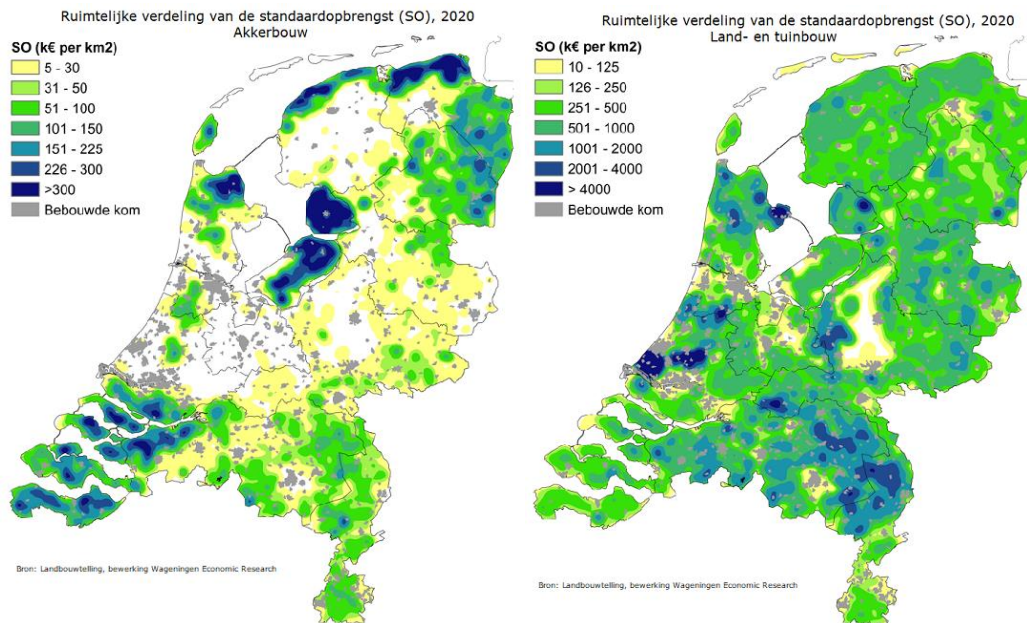 Ruimtelijke verdeling van de standaardopbrengst (SO), 2020
Akkerbouw
SO (k€ per km2)
5 - 30
31 - 50
51 - 100
101 - 150
151 - 225
226 - 300
>300
Bebouwde kom
Bron: Landbouwtelling, bewerking Wageningen Economic Research
Ruimtelijke verdeling van de standaardopbrengst (SO), 2020
Land- en tuinbouw
SO (k€ per km2)
10 - 125
126 - 250
251 - 500
501 - 1000
1001 - 2000
2001 - 4000
> 4000
Bebouwde kom
Bron: Landbouwtelling, bewerking Wageningen Economic Research